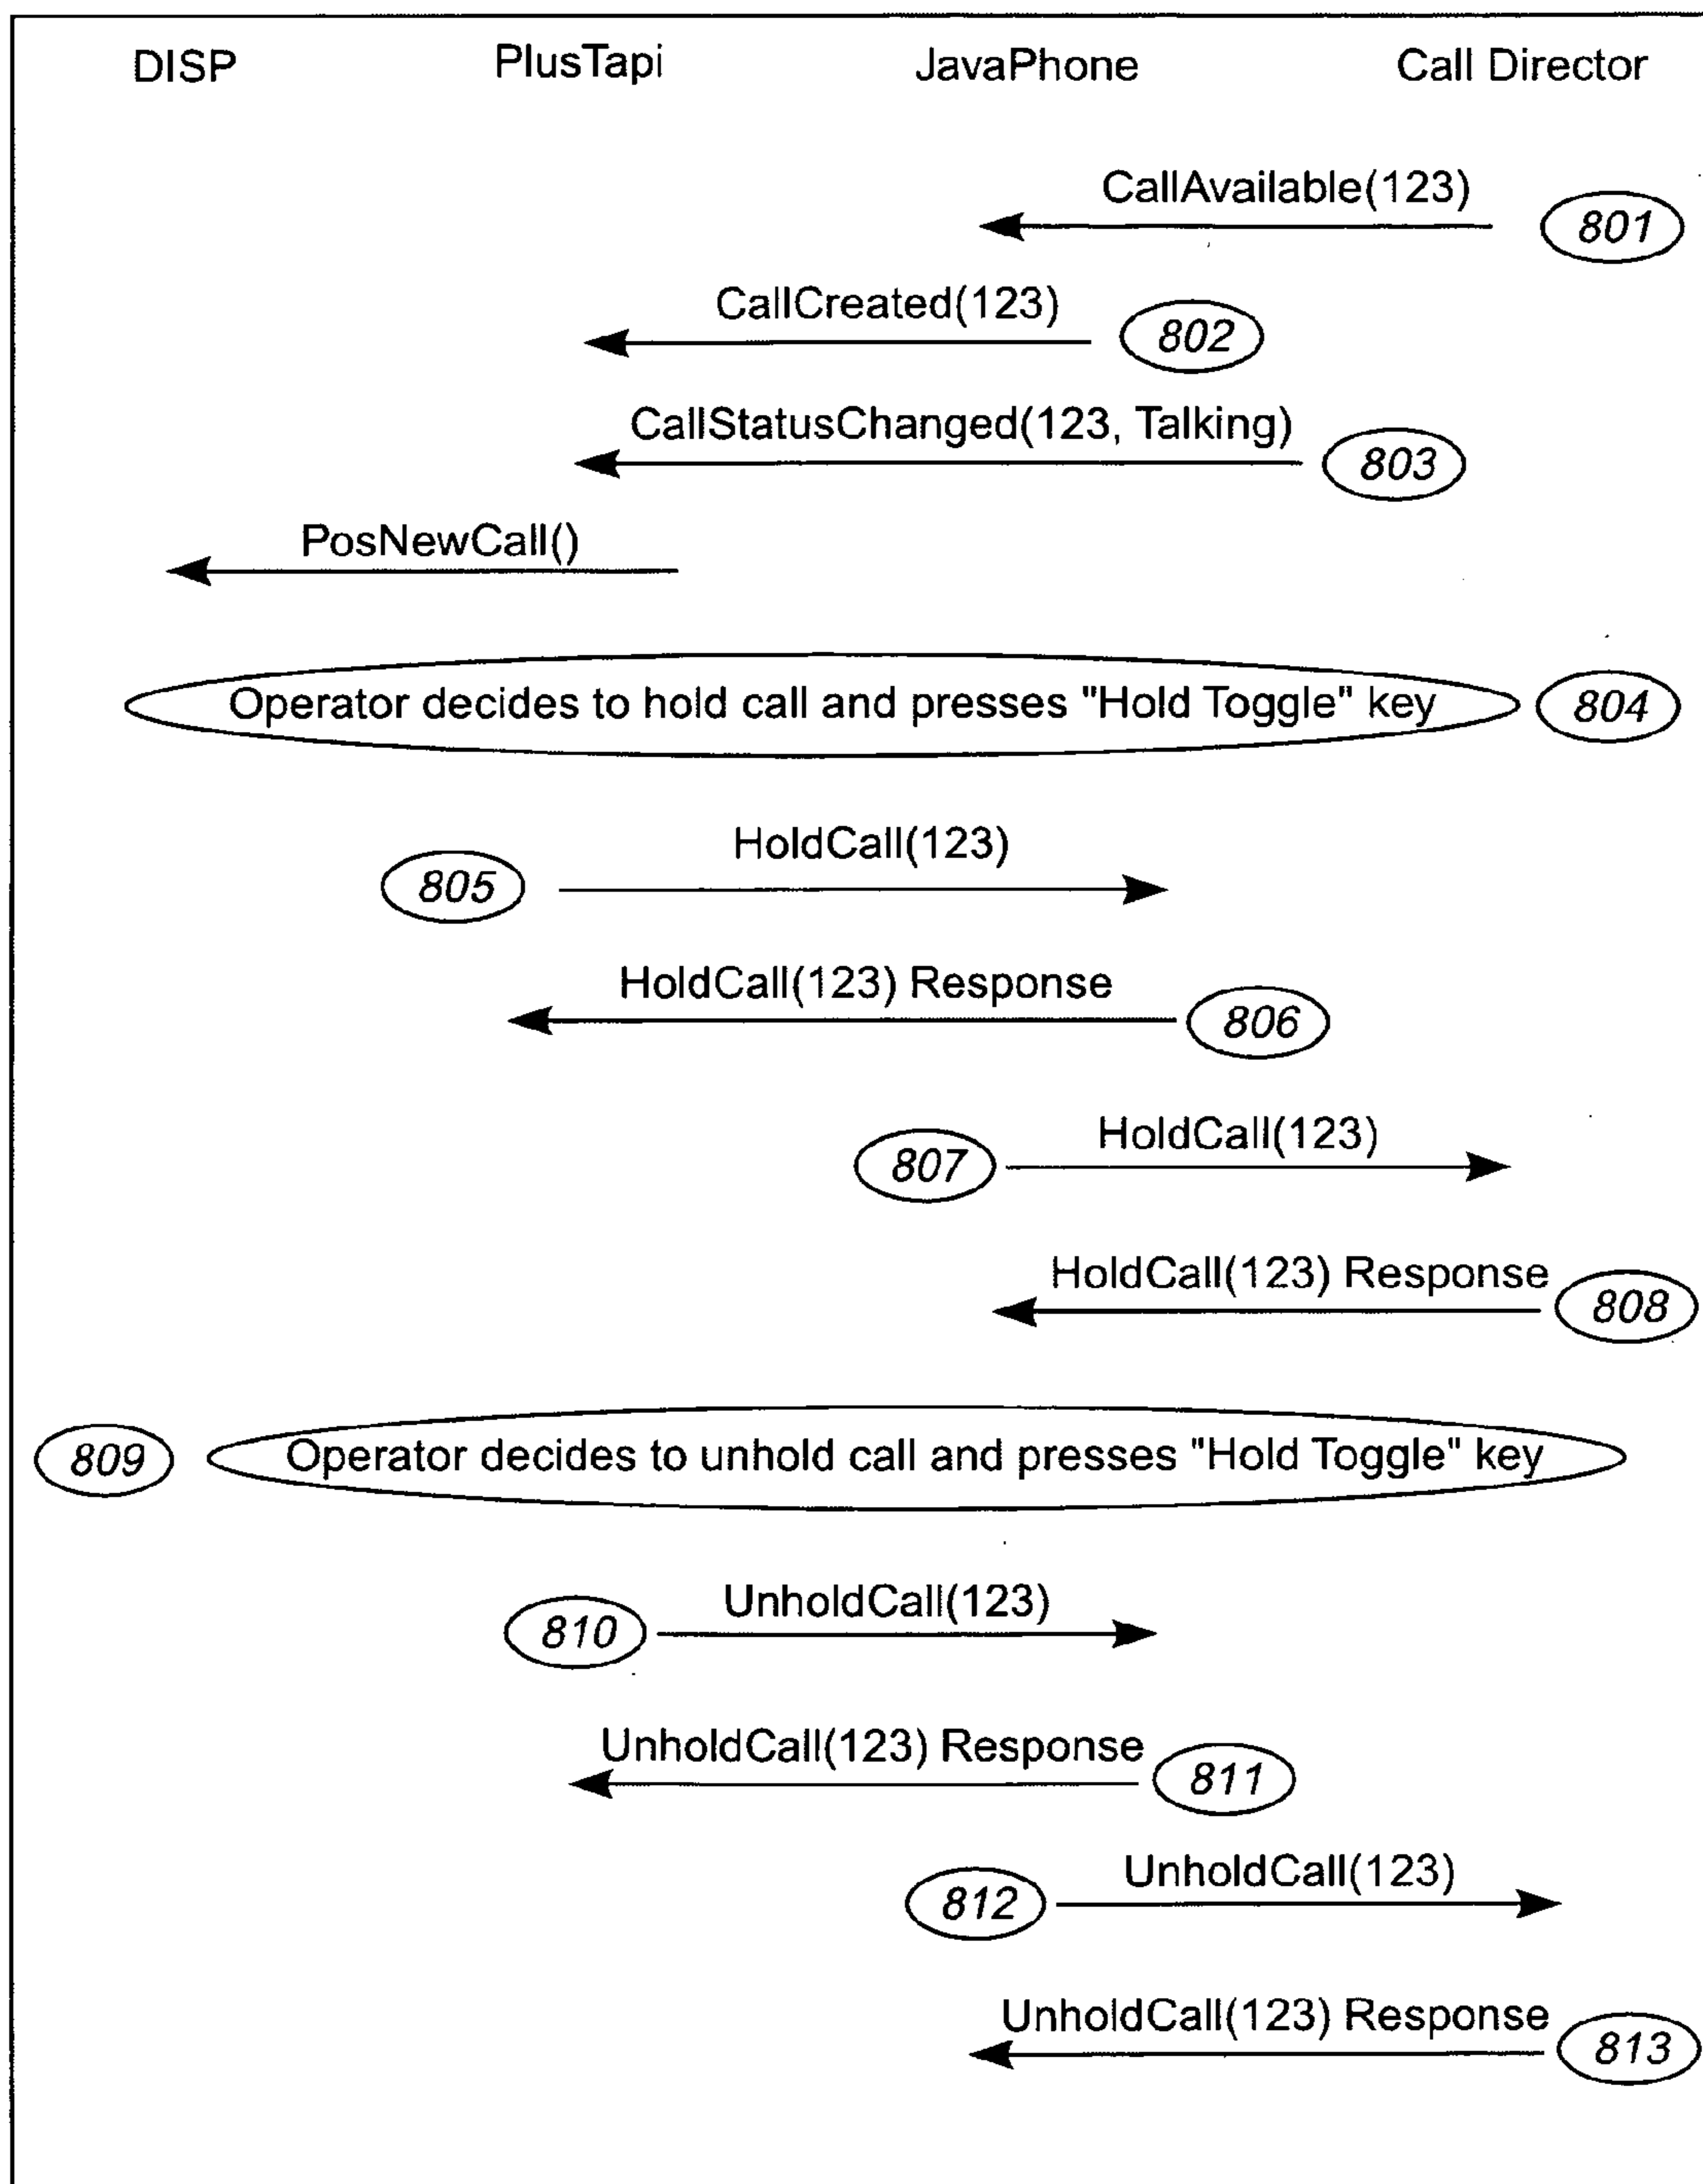 DISP PlusTapi JavaPhone Call Director
CallAvailable(123)
801
CallCreated(123)
802
CallStatusChanged(123, Talking)
803
PosNewCall()
Operator decides to hold call and presses "Hold Toggle" key
804
HoldCall(123)
805
HoldCall(123) Response
806
HoldCall(123)
807
HoldCall(123) Response
808
809
Operator decides to unhold call and presses "Hold Toggle" key
UnholdCall(123)
810
UnholdCall(123) Response
811
UnholdCall(123)
812
UnholdCall(123) Response
813